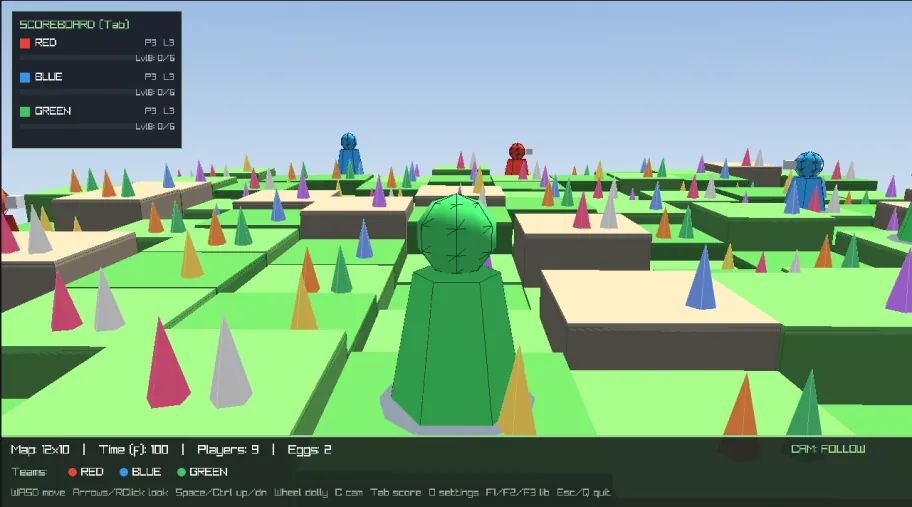 SCOREBOARD (Tab)
RED P3 L3
Lvl8: 0/6
BLUE P3 L3
Lvl8: 0/6
GREEN P3 L3
Lvl8: 0/6
Map: 12x10 | Time (f): 100 | Players: 9 | Eggs: 2 CAM: FOLLOW
Teams: RED BLUE GREEN
WASD move Arrows/RClick look Space/Ctrl up/dn Wheel dolly C cam Tab score O settings F1/F2/F3 lib Esc/Q quit